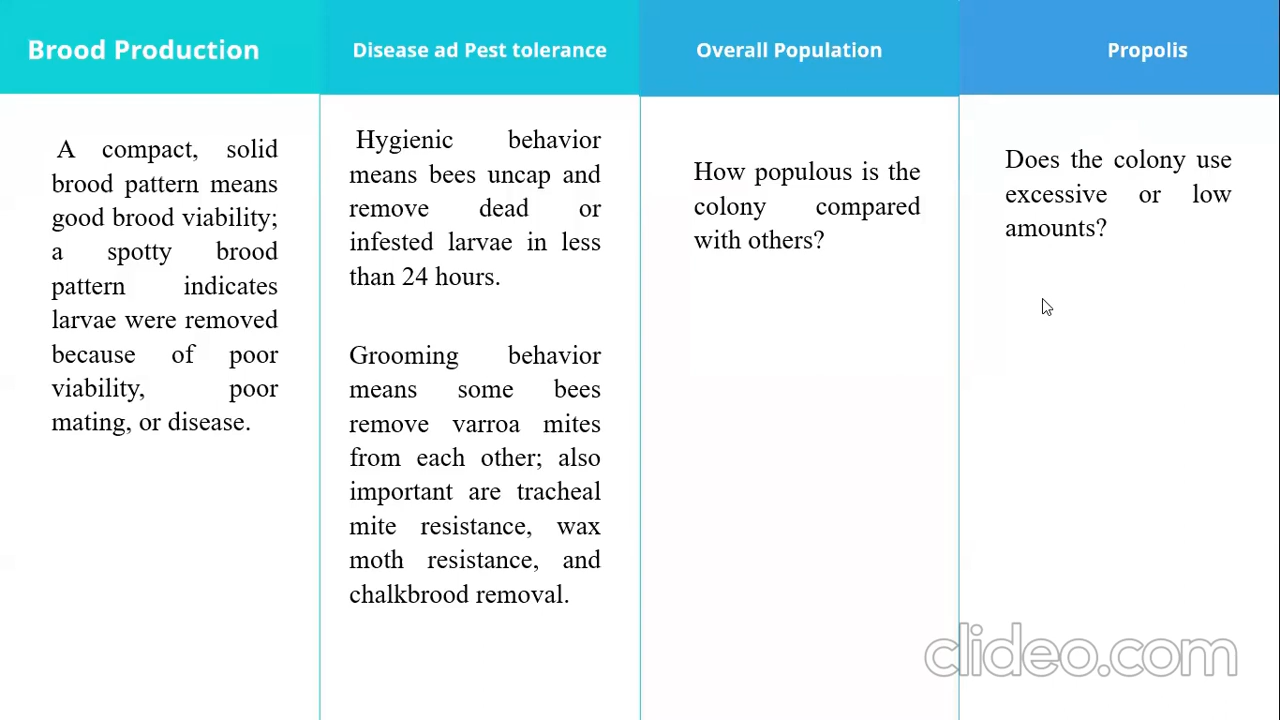 Brood Production
Disease ad Pest tolerance
Overall Population
Propolis
A compact, solid
brood pattern means
good brood viability;
a spotty brood
pattern indicates
larvae were removed
because of poor
viability, poor
mating, or disease.
Hygienic behavior
means bees uncap and
remove dead or
infested larvae in less
than 24 hours.
Grooming behavior
means some bees
remove varroa mites
from each other; also
important are tracheal
mite resistance, wax
moth resistance, and
chalkbrood removal.
How populous is the
colony compared
with others?
Does the colony use
excessive or low
amounts?
clideo.com